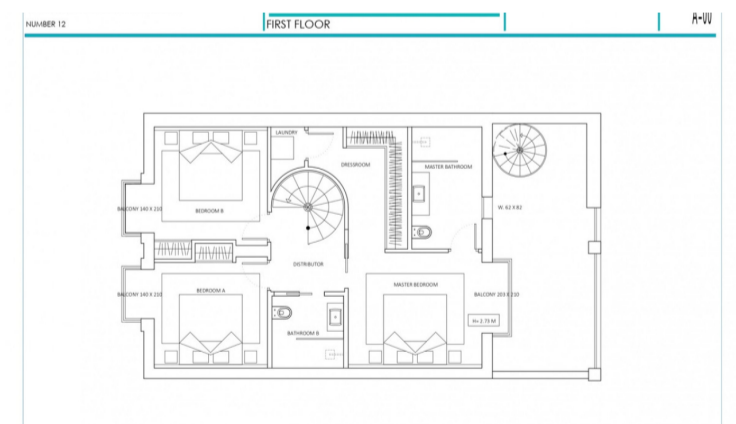 NUMBER 12
FIRST FLOOR
A-00
LAUNDRY
DRESSROOM
MASTER BATHROOM
BALCONY 140 X 210
BEDROOM B
W. 62 X 82
DISTRIBUTOR
BEDROOM A
MASTER BEDROOM
BALCONY 140 X 210
BALCONY 203 X 210
H= 2.73 M
BATHROOM B